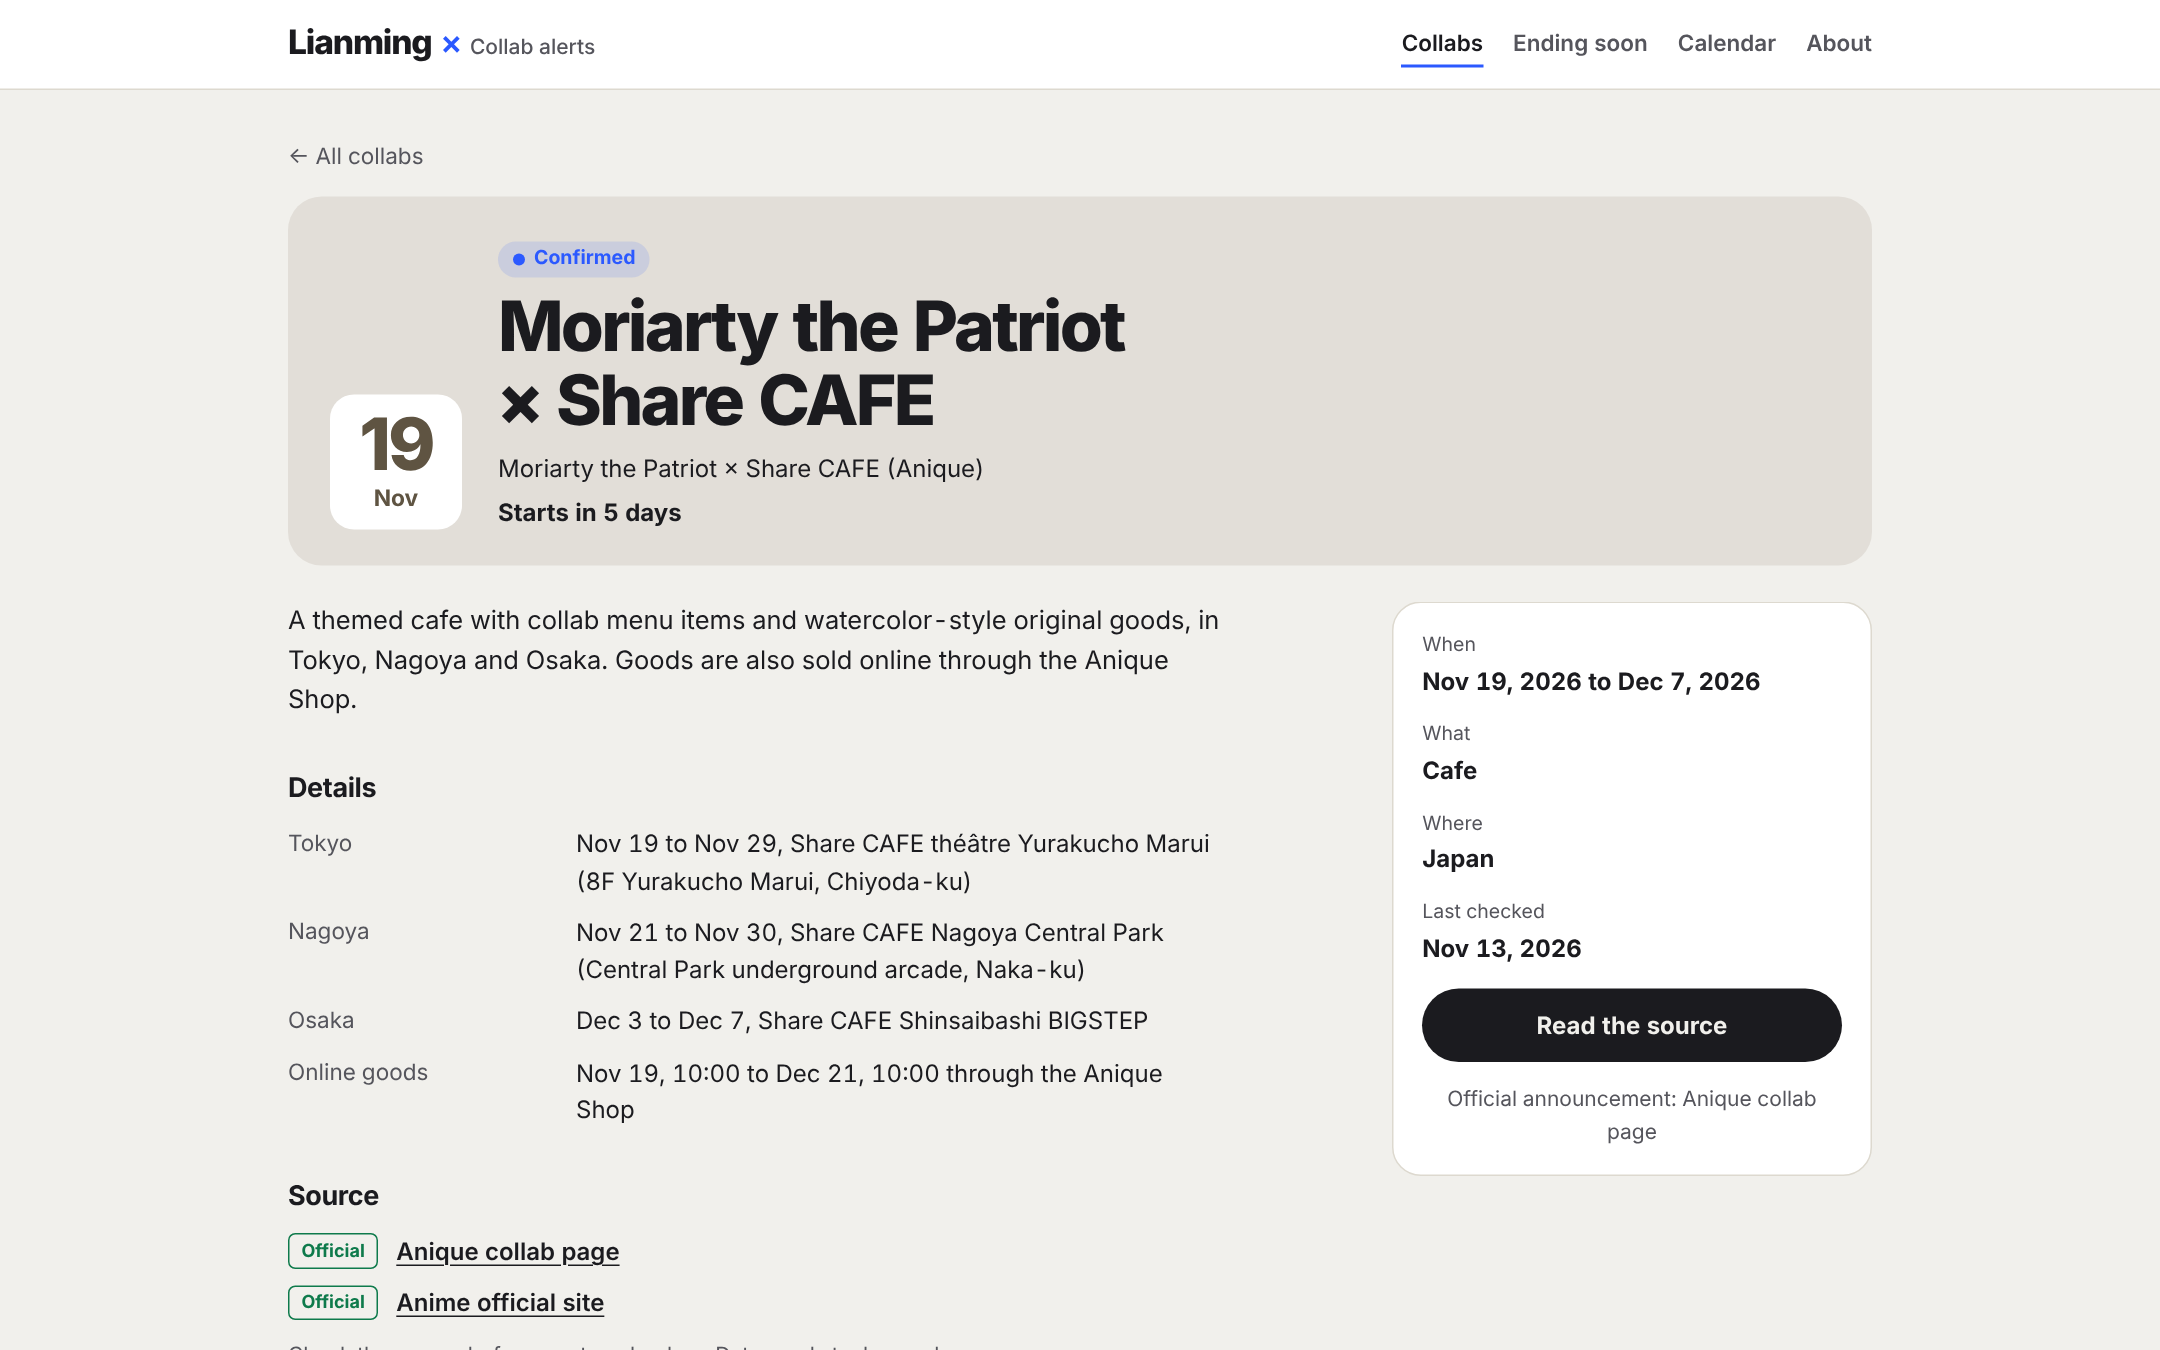 Lianming × Collab alerts
Collabs Ending soon Calendar About
← All collabs
Confirmed
Moriarty the Patriot
× Share CAFE
19
Nov
Moriarty the Patriot × Share CAFE (Anique)
Starts in 5 days
A themed cafe with collab menu items and watercolor-style original goods, in
Tokyo, Nagoya and Osaka. Goods are also sold online through the Anique
Shop.
Details
Tokyo
Nov 19 to Nov 29, Share CAFE théâtre Yurakucho Marui
(8F Yurakucho Marui, Chiyoda-ku)
Nagoya
Nov 21 to Nov 30, Share CAFE Nagoya Central Park
(Central Park underground arcade, Naka-ku)
Osaka
Dec 3 to Dec 7, Share CAFE Shinsaibashi BIGSTEP
Online goods
Nov 19, 10:00 to Dec 21, 10:00 through the Anique
Shop
Source
Official Anique collab page
Official Anime official site
When
Nov 19, 2026 to Dec 7, 2026
What
Cafe
Where
Japan
Last checked
Nov 13, 2026
Read the source
Official announcement: Anique collab
page